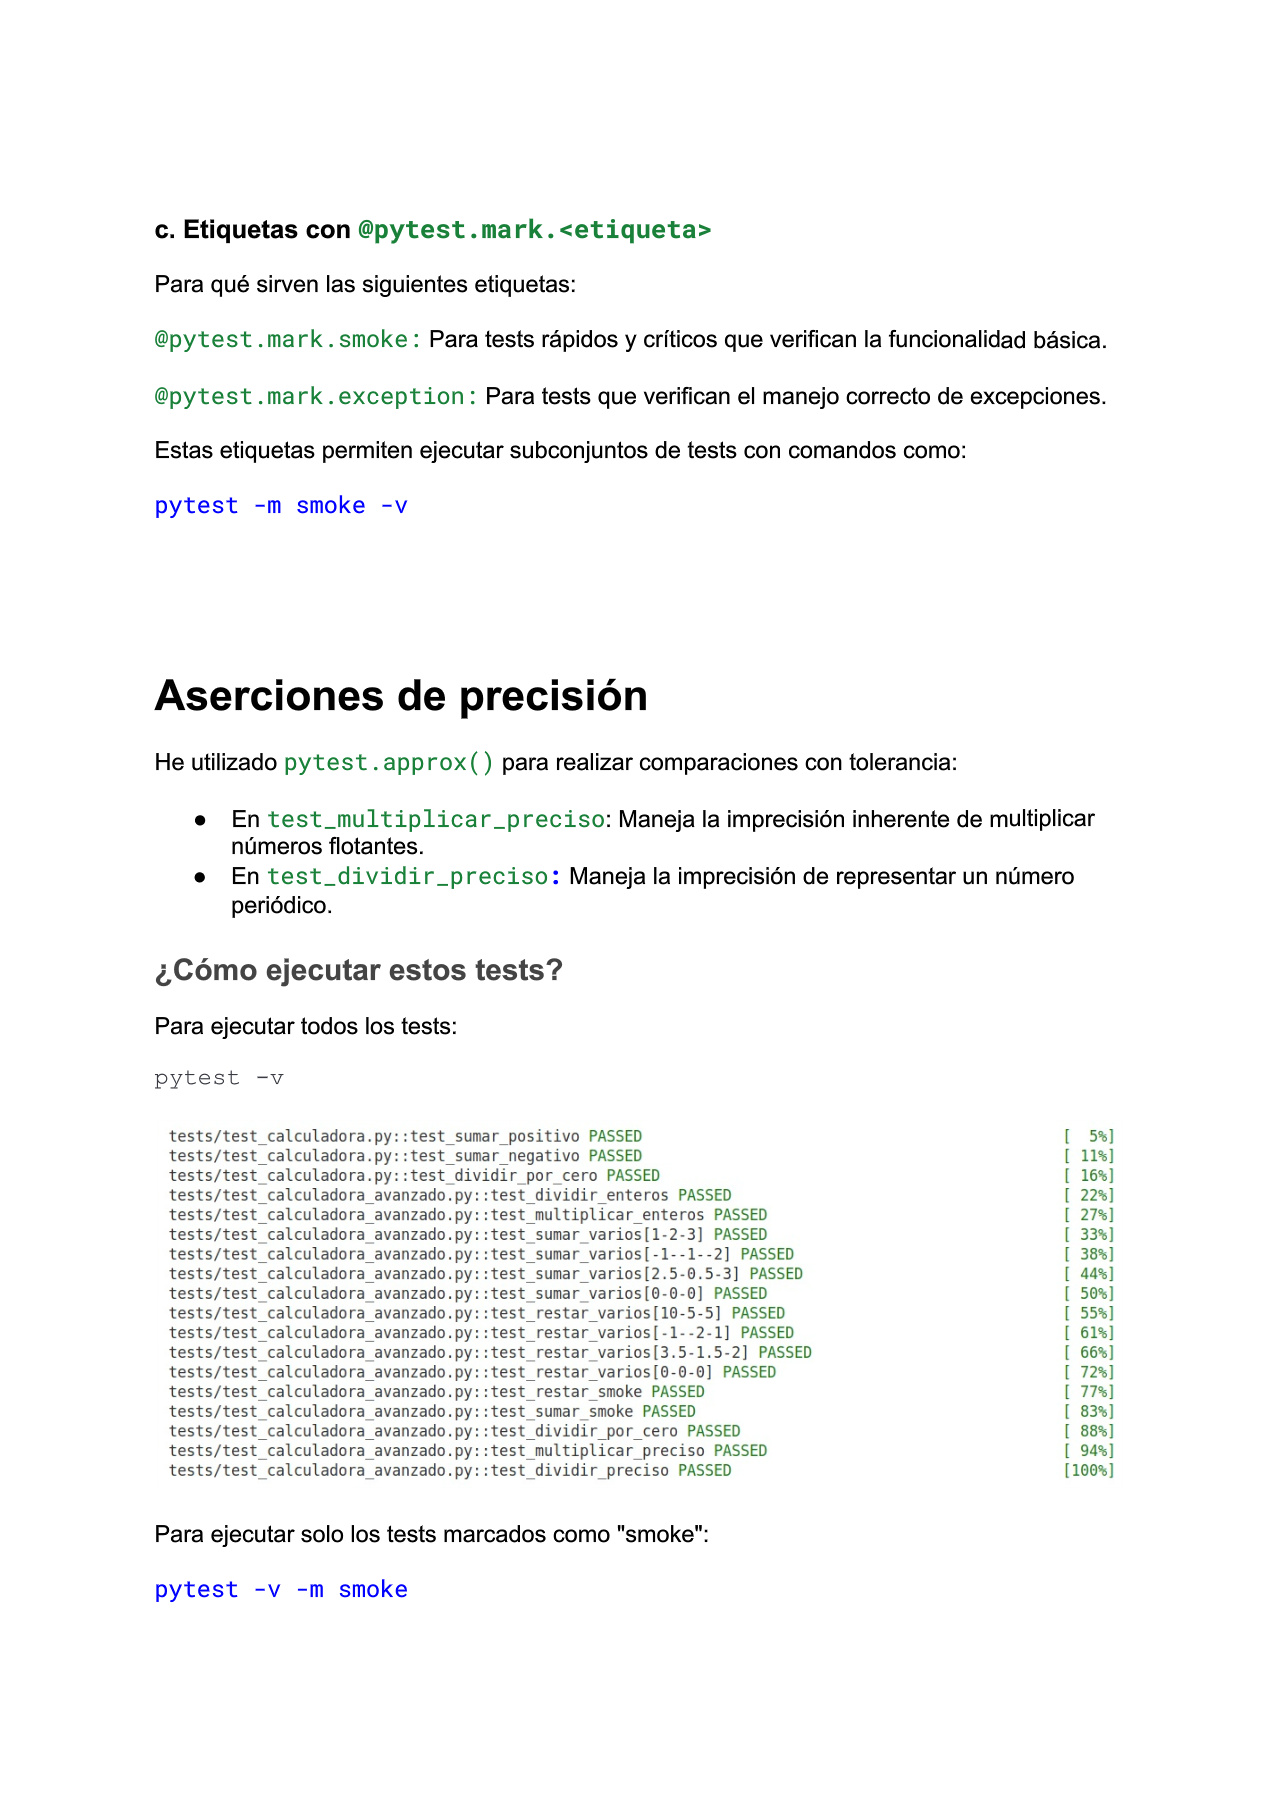 c. Etiquetas con @pytest.mark.<etiqueta>
Para qué sirven las siguientes etiquetas:
@pytest.mark.smoke: Para tests rápidos y críticos que verifican la funcionalidad básica.
@pytest.mark.exception: Para tests que verifican el manejo correcto de excepciones.
Estas etiquetas permiten ejecutar subconjuntos de tests con comandos como:
pytest -m smoke -v
Aserciones de precisión
He utilizado pytest.approx() para realizar comparaciones con tolerancia:
● En test_multiplicar_preciso: Maneja la imprecisión inherente de multiplicar
números flotantes.
● En test_dividir_preciso: Maneja la imprecisión de representar un número
periódico.
¿Cómo ejecutar estos tests?
Para ejecutar todos los tests:
pytest -v
tests/test_calculadora.py::test_sumar_positivo PASSED [  5%]
tests/test_calculadora.py::test_sumar_negativo PASSED [ 11%]
tests/test_calculadora.py::test_dividir_por_cero PASSED [ 16%]
tests/test_calculadora_avanzado.py::test_dividir_enteros PASSED [ 22%]
tests/test_calculadora_avanzado.py::test_multiplicar_enteros PASSED [ 27%]
tests/test_calculadora_avanzado.py::test_sumar_varios[1-2-3] PASSED [ 33%]
tests/test_calculadora_avanzado.py::test_sumar_varios[-1--1--2] PASSED [ 38%]
tests/test_calculadora_avanzado.py::test_sumar_varios[2.5-0.5-3] PASSED [ 44%]
tests/test_calculadora_avanzado.py::test_sumar_varios[0-0-0] PASSED [ 50%]
tests/test_calculadora_avanzado.py::test_restar_varios[10-5-5] PASSED [ 55%]
tests/test_calculadora_avanzado.py::test_restar_varios[-1--2-1] PASSED [ 61%]
tests/test_calculadora_avanzado.py::test_restar_varios[3.5-1.5-2] PASSED [ 66%]
tests/test_calculadora_avanzado.py::test_restar_varios[0-0-0] PASSED [ 72%]
tests/test_calculadora_avanzado.py::test_restar_smoke PASSED [ 77%]
tests/test_calculadora_avanzado.py::test_sumar_smoke PASSED [ 83%]
tests/test_calculadora_avanzado.py::test_dividir_por_cero PASSED [ 88%]
tests/test_calculadora_avanzado.py::test_multiplicar_preciso PASSED [ 94%]
tests/test_calculadora_avanzado.py::test_dividir_preciso PASSED [100%]
Para ejecutar solo los tests marcados como "smoke":
pytest -v -m smoke